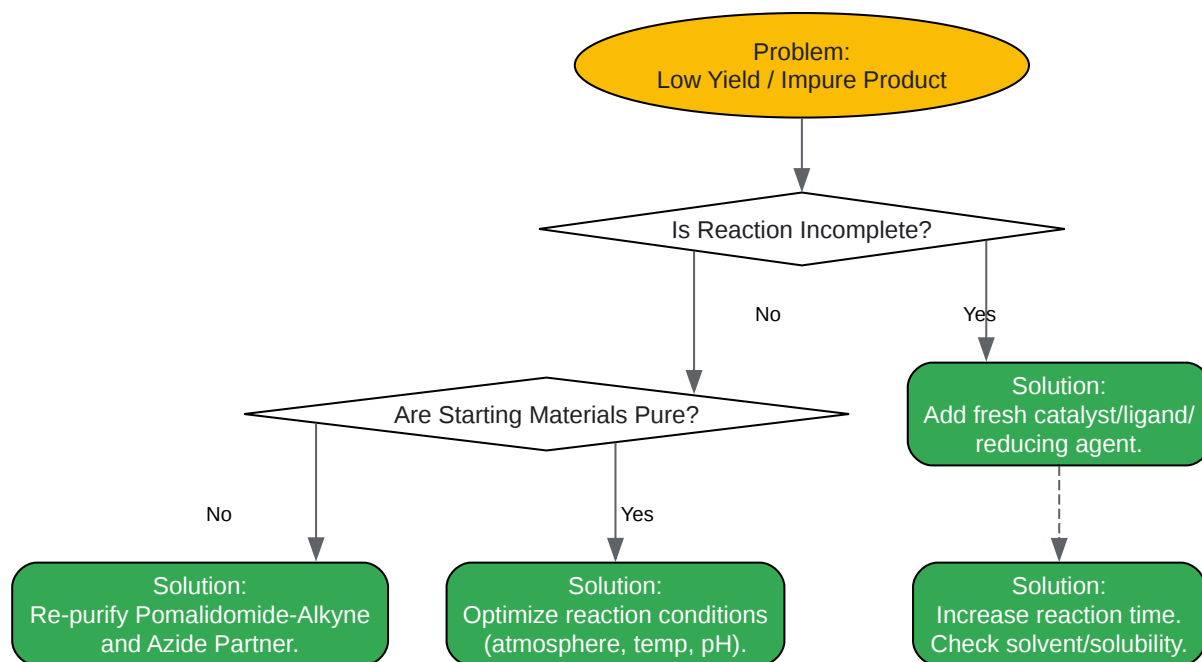 Problem:
Low Yield / Impure Product
Is Reaction Incomplete?
No
Yes
Are Starting Materials Pure?
Solution:
Add fresh catalyst/ligand/
reducing agent.
No
Yes
Solution:
Re-purify Pomalidomide-Alkyne
and Azide Partner.
Solution:
Optimize reaction conditions
(atmosphere, temp, pH).
Solution:
Increase reaction time.
Check solvent/solubility.